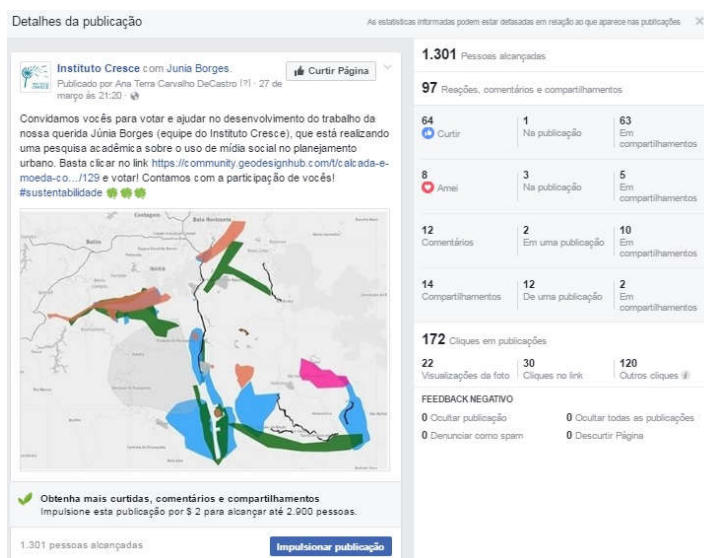 Detalhes da publicação
As estatísticas informadas podem estar defasadas em relação ao que aparece nas publicações
Instituto Cresce com Junia Borges.
Publicado por Ana Terra Carvalho DeCastro [?] · 27 de
março às 21:20 ·
Curtir Página
Convidamos vocês para votar e ajudar no desenvolvimento do trabalho da
nossa querida Júnia Borges (equipe do Instituto Cresce), que está realizando
uma pesquisa acadêmica sobre o uso de mídia social no planejamento
urbano. Basta clicar no link https://community.geodesignhub.com/t/calcada-e-
moeda-co.../129 e votar! Contamos com a participação de vocês!
#sustentabilidade
Contagem
Belo Horizonte
Betim
Ibirité
Obtenha mais curtidas, comentários e compartilhamentos
Impulsione esta publicação por $ 2 para alcançar até 2.900 pessoas.
1.301 pessoas alcançadas
Impulsionar publicação
1.301 Pessoas alcançadas
97 Reações, comentários e compartilhamentos
64 1 63
Curtir Na publicação Em
compartilhamentos
8 3 5
Amei Na publicação Em
compartilhamentos
12 2 10
Comentários Em uma publicação Em
compartilhamentos
14 12 2
Compartilhamentos De uma publicação Em
compartilhamentos
172 Cliques em publicações
22 30 120
Visualizações da foto Cliques no link Outros cliques
FEEDBACK NEGATIVO
0 Ocultar publicação 0 Ocultar todas as publicações
0 Denunciar como spam 0 Descurtir Página